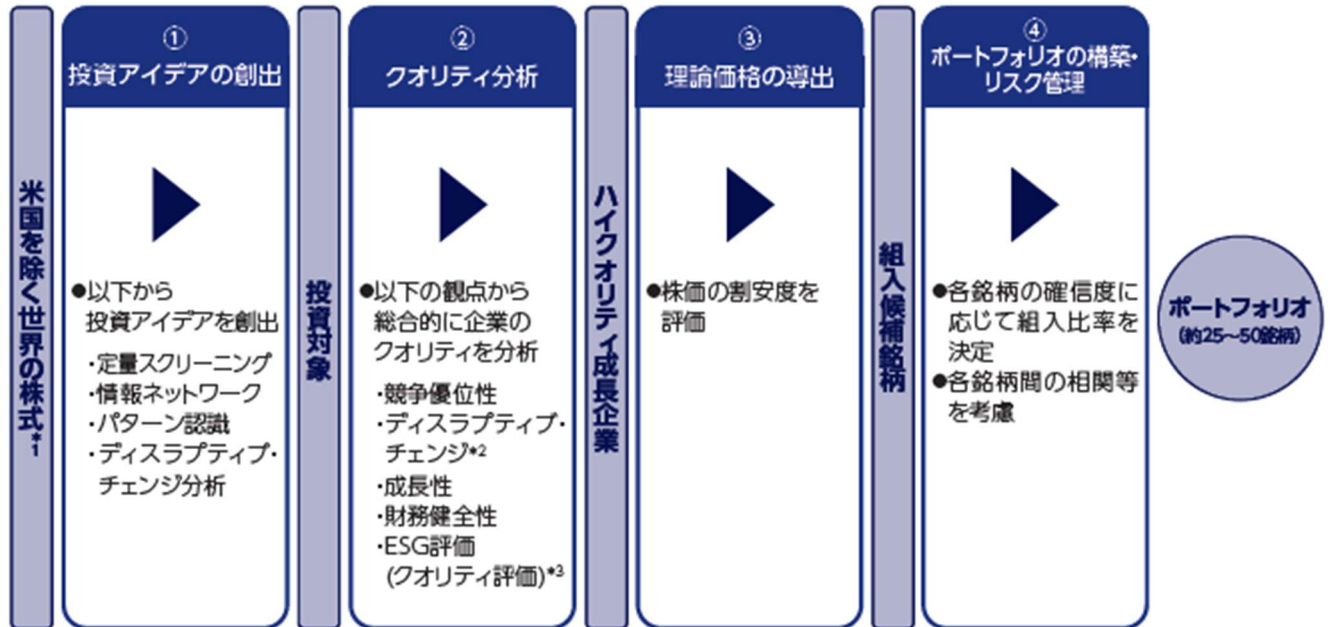 米国を除く世界の株式*1
①
投資アイデアの創出
●以下から
投資アイデアを創出
・定量スクリーニング
・情報ネットワーク
・パターン認識
・ディスラプティブ・
チェンジ分析
投資対象
②
クオリティ分析
●以下の観点から
総合的に企業の
クオリティを分析
・競争優位性
・ディスラプティブ・
チェンジ*2
・成長性
・財務健全性
・ESG評価
(クオリティ評価)*3
ハイクオリティ成長企業
③
理論価格の導出
●株価の割安度を
評価
組入候補銘柄
④
ポートフォリオの構築・
リスク管理
●各銘柄の確信度に
応じて組入比率を
決定
●各銘柄間の相関等
を考慮
ポートフォリオ
(約25～50銘柄)